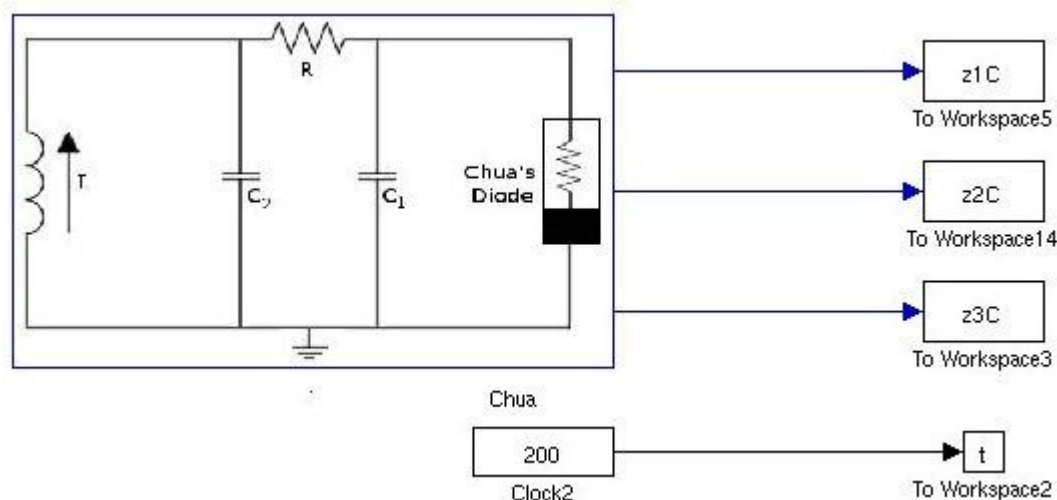 R
z1C
To Workspace5
I
C2
C1
Chua's
Diode
z2C
To Workspace14
z3C
To Workspace3
Chua
200
Clock2
t
To Workspace2